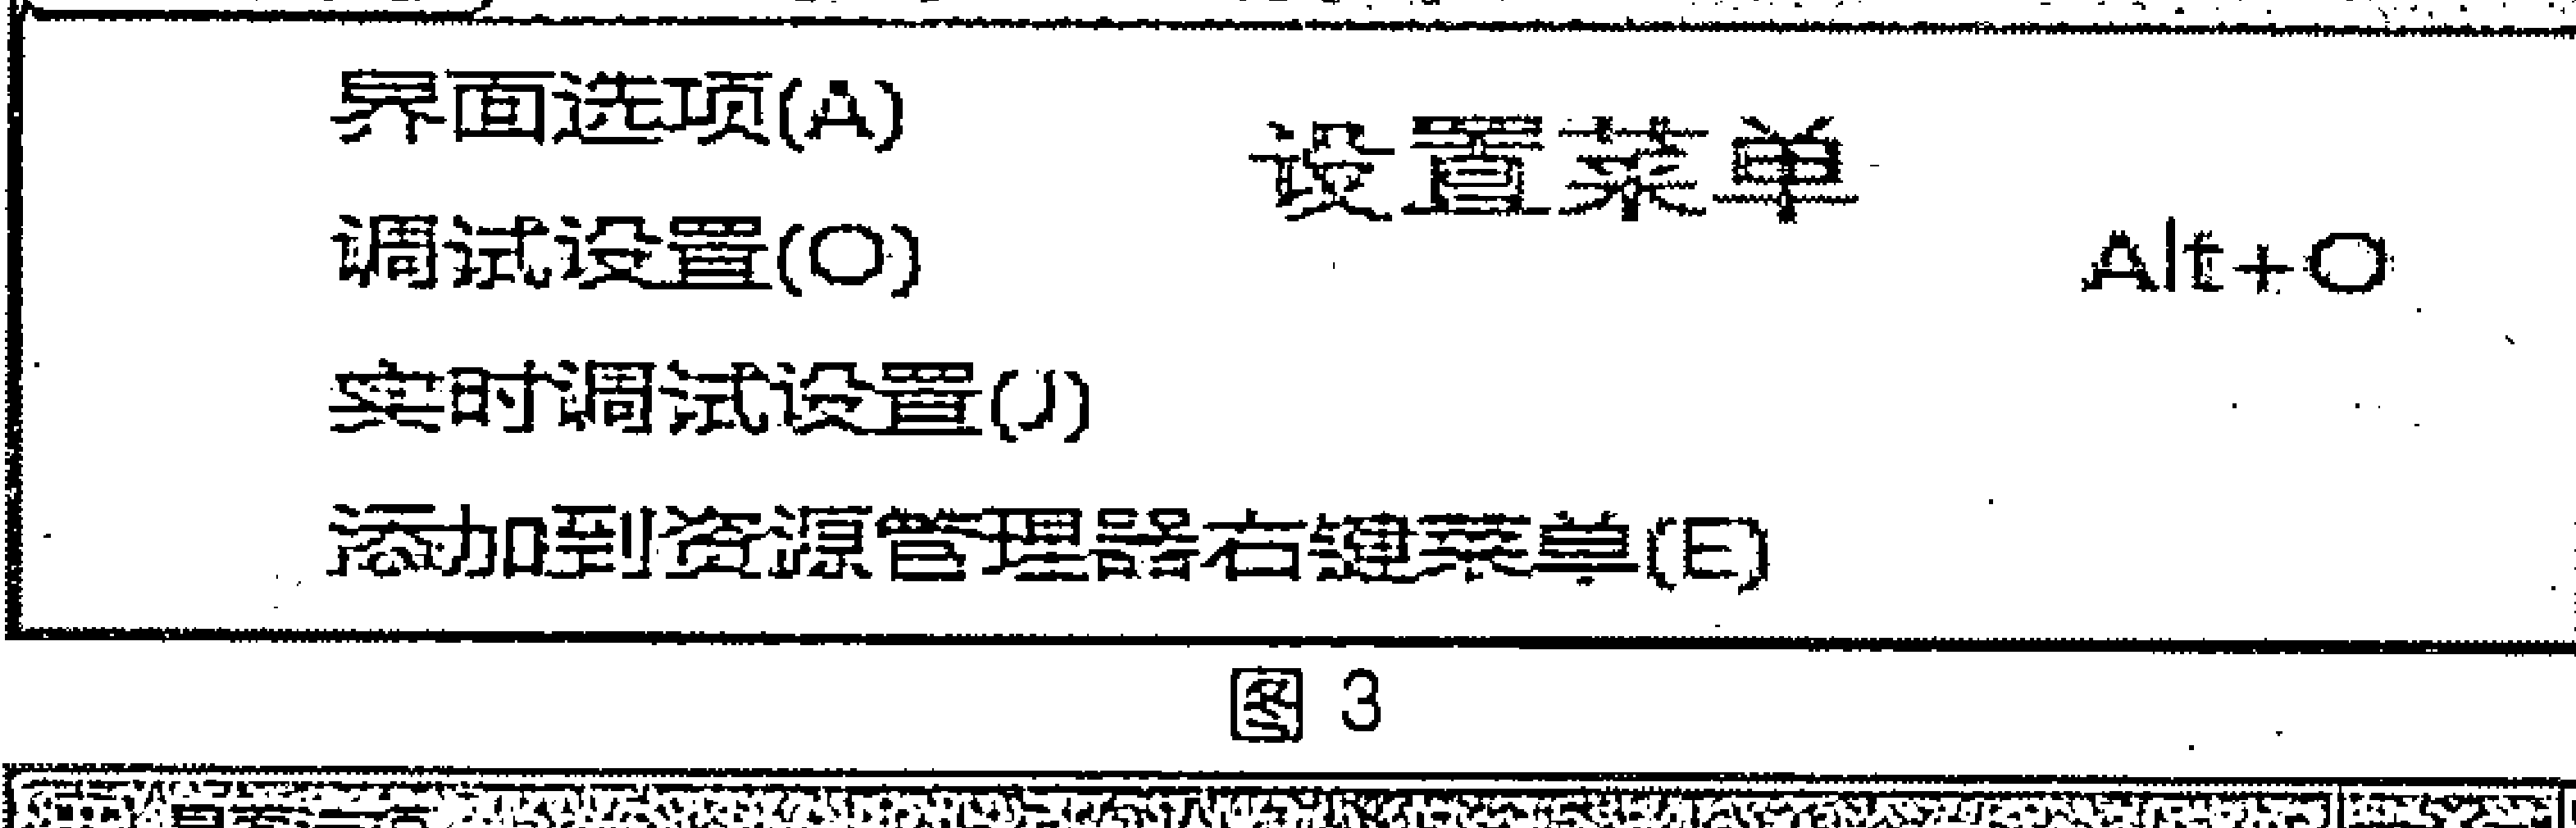 界面选项(A)
设置菜单
调试设置(O) Alt+O
实时调试设置(J)
添加到资源管理器右键菜单(E)
图 3